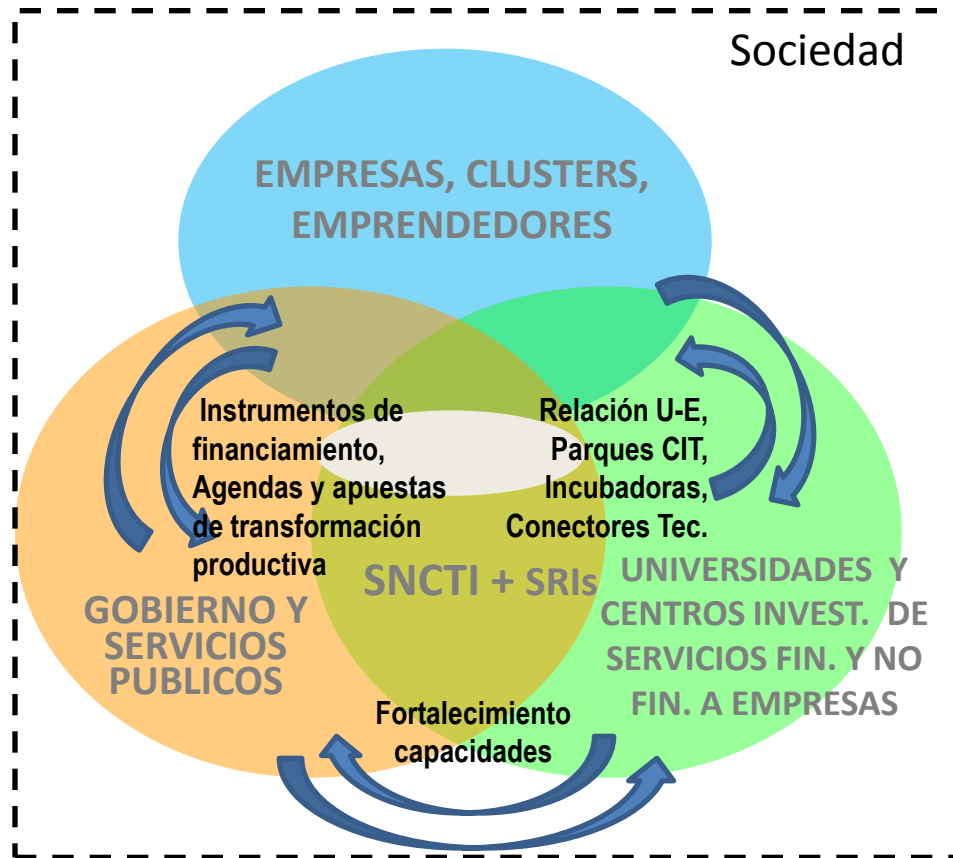 Sociedad
EMPRESAS, CLUSTERS,
EMPRENDEDORES
Instrumentos de
financiamiento,
Agendas y apuestas
de transformación
productiva
Relación U-E,
Parques CIT,
Incubadoras,
Conectores Tec.
SNCTI + SRIs
GOBIERNO Y
SERVICIOS
PUBLICOS
UNIVERSIDADES Y
CENTROS INVEST. DE
SERVICIOS FIN. Y NO
FIN. A EMPRESAS
Fortalecimiento
capacidades